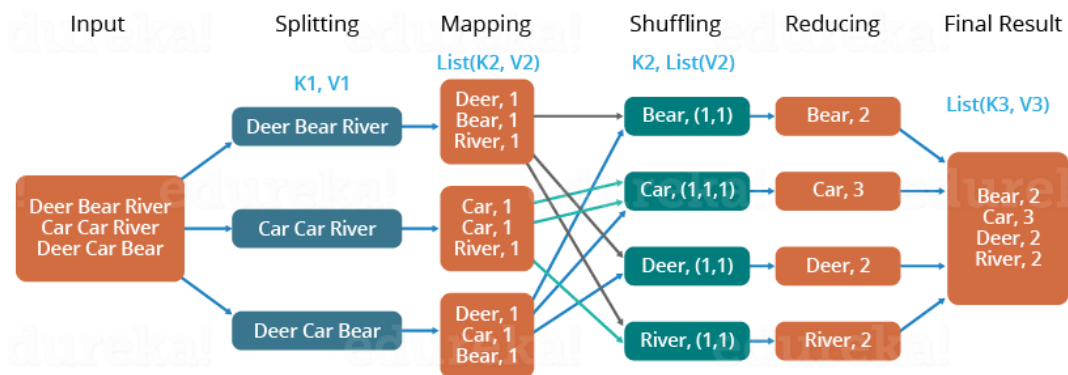 Input
Splitting
Mapping
Shuffling
Reducing
Final Result
K1, V1
List(K2, V2)
K2, List(V2)
List(K3, V3)
Deer Bear River
Car Car River
Deer Car Bear
Deer Bear River
Car Car River
Deer Car Bear
Deer, 1
Bear, 1
River, 1
Car, 1
Car, 1
River, 1
Deer, 1
Car, 1
Bear, 1
Bear, (1,1)
Car, (1,1,1)
Deer, (1,1)
River, (1,1)
Bear, 2
Car, 3
Deer, 2
River, 2
Bear, 2
Car, 3
Deer, 2
River, 2
edureka!